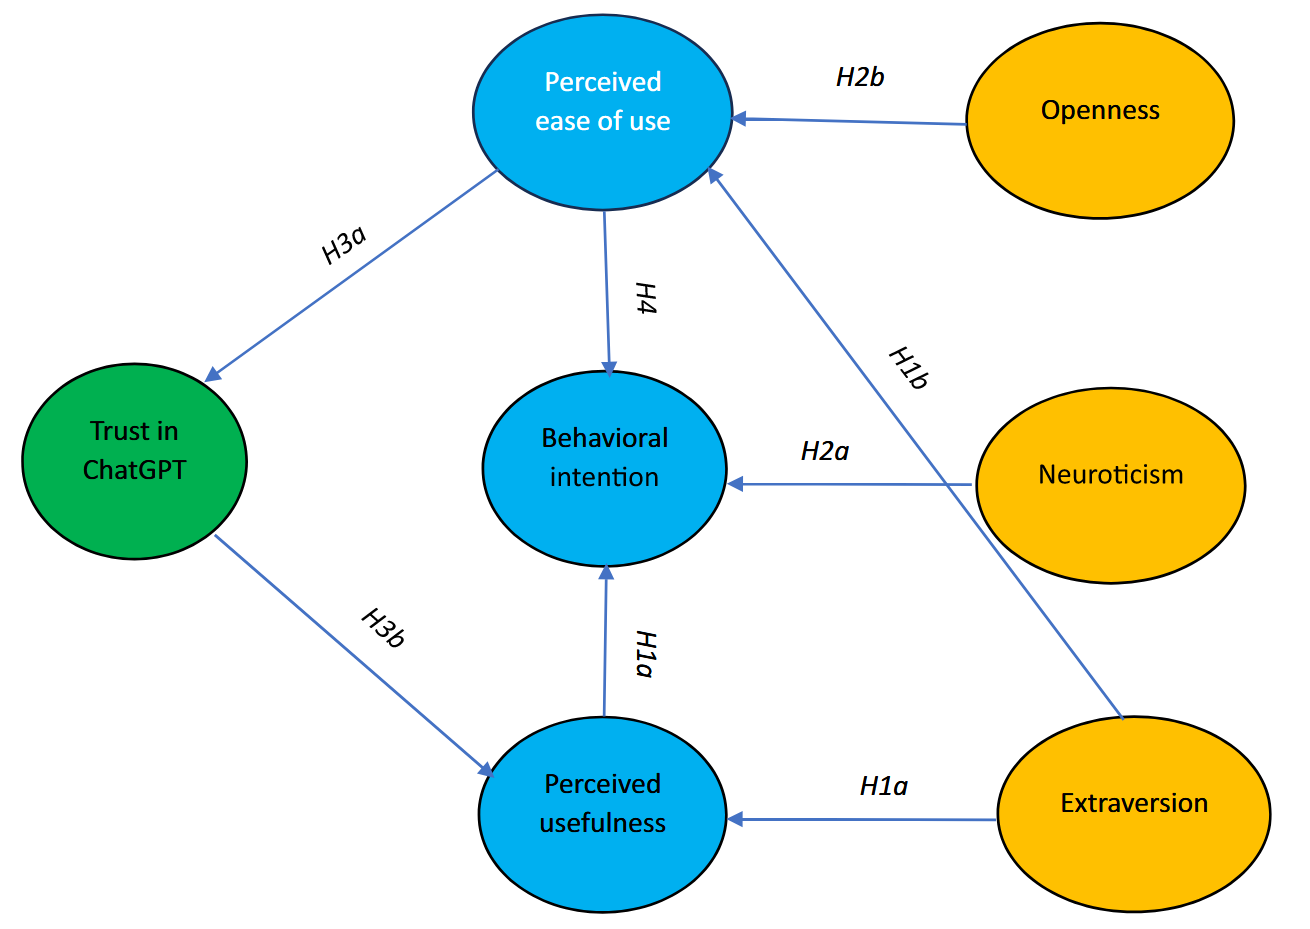 Perceived
ease of use
H2b
Openness
H3a
H4
H1b
Trust in
ChatGPT
Behavioral
intention
H2a
Neuroticism
H3b
H1a
Perceived
usefulness
H1a
Extraversion